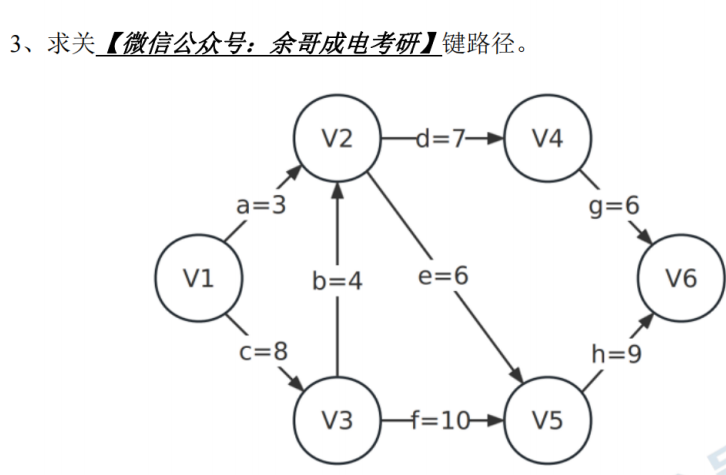 3、求关【微信公众号：余哥成电考研】键路径。
V2
d=7
V4
a=3
g=6
V1
b=4
e=6
V6
c=8
h=9
V3
f=10
V5